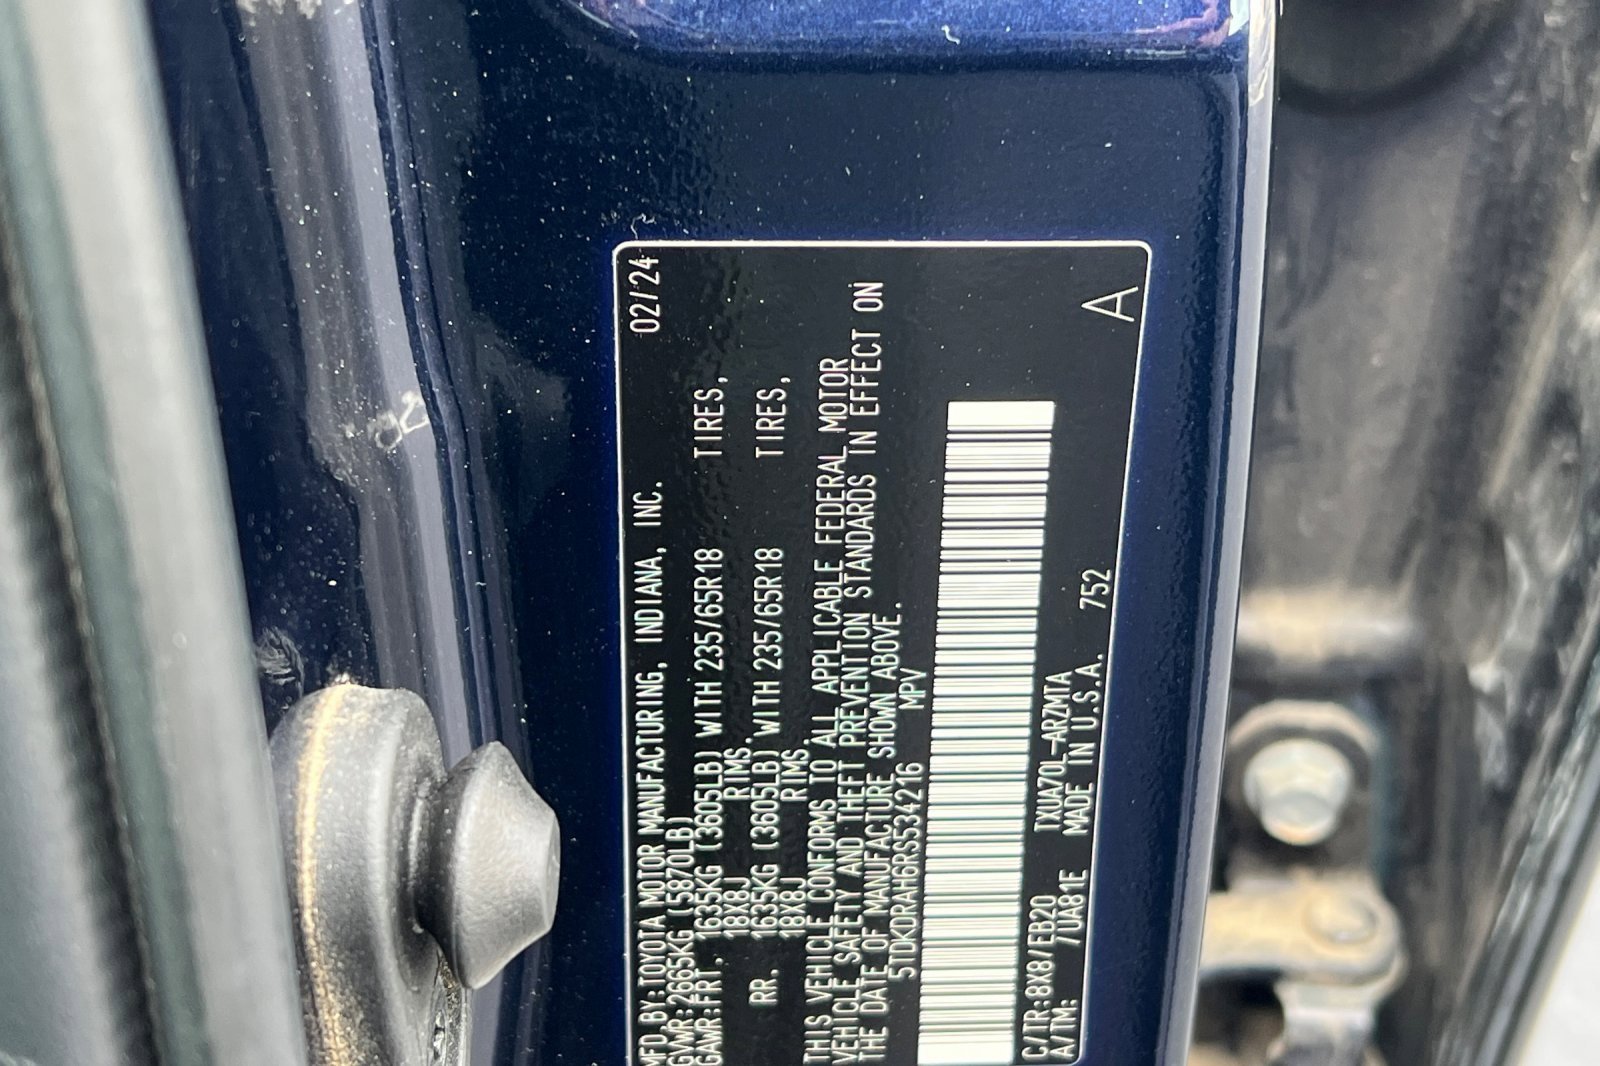 MFD.BY:TOYOTA MOTOR MANUFACTURING, INDIANA, INC. 02/24
GVWR:2665KG (5870LB)
GAWR:FRT. 1635KG (3605LB) WITH 235/65R18 TIRES,
18X8J RIMS
RR. 1635KG (3605LB) WITH 235/65R18 TIRES,
18X8J RIMS
THIS VEHICLE CONFORMS TO ALL APPLICABLE FEDERAL MOTOR
VEHICLE SAFETY AND THEFT PREVENTION STANDARDS IN EFFECT ON
THE DATE OF MANUFACTURE SHOWN ABOVE.
5TDKDRAH6RS534216 MPV
C/TR:8X8/EB20 TXUA70L-ARZMTA
A/TM: 7UA81E MADE IN U.S.A. 752 A